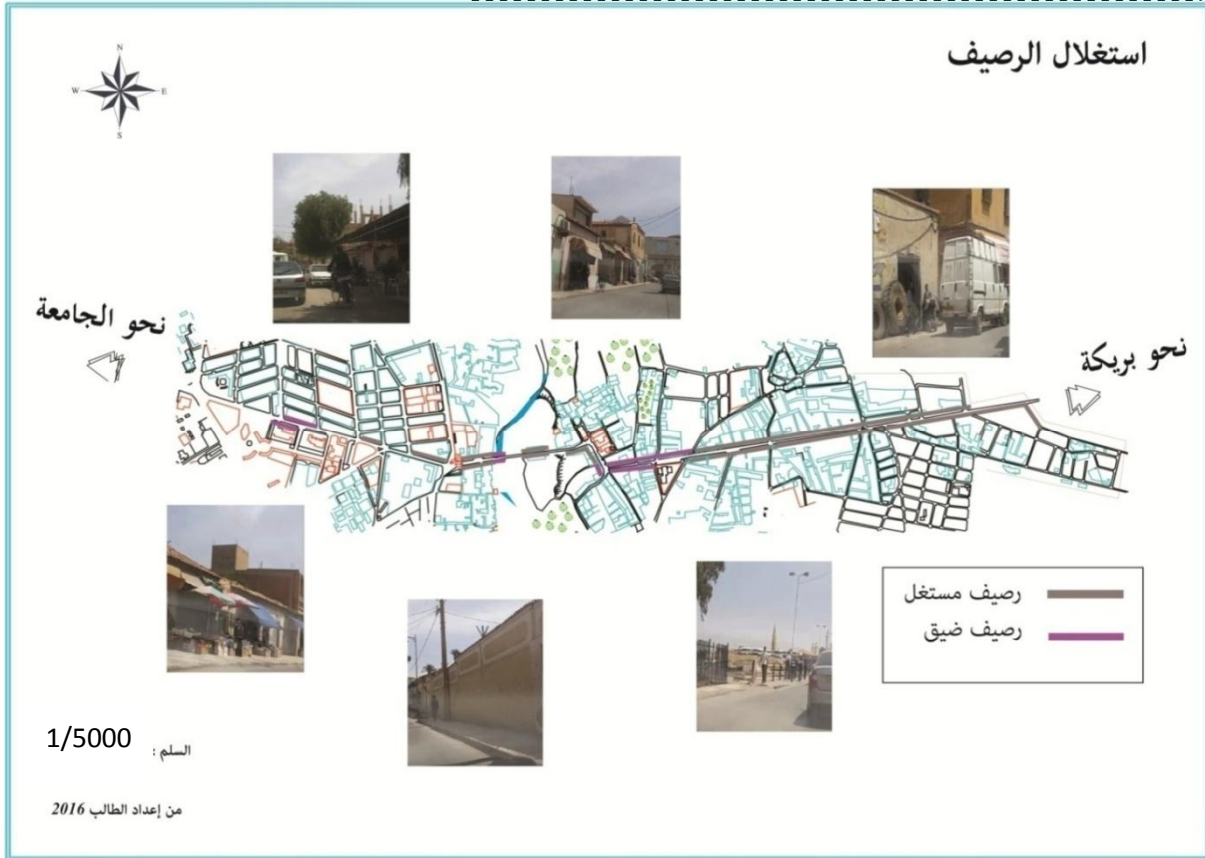 استغلال الرصيف
N
W
E
S
نحو الجامعة
نحو بريكة
رصيف مستغل
رصيف ضيق
السلم : 1/5000
من إعداد الطالب 2016